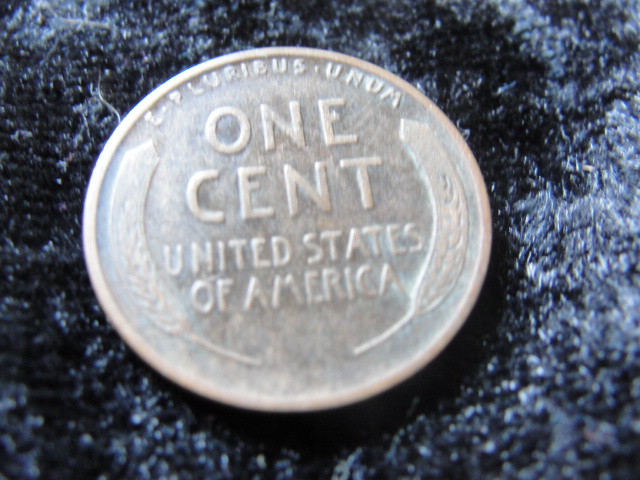 E·PLURIBUS·UNUM
ONE
CENT
UNITED STATES
OF AMERICA